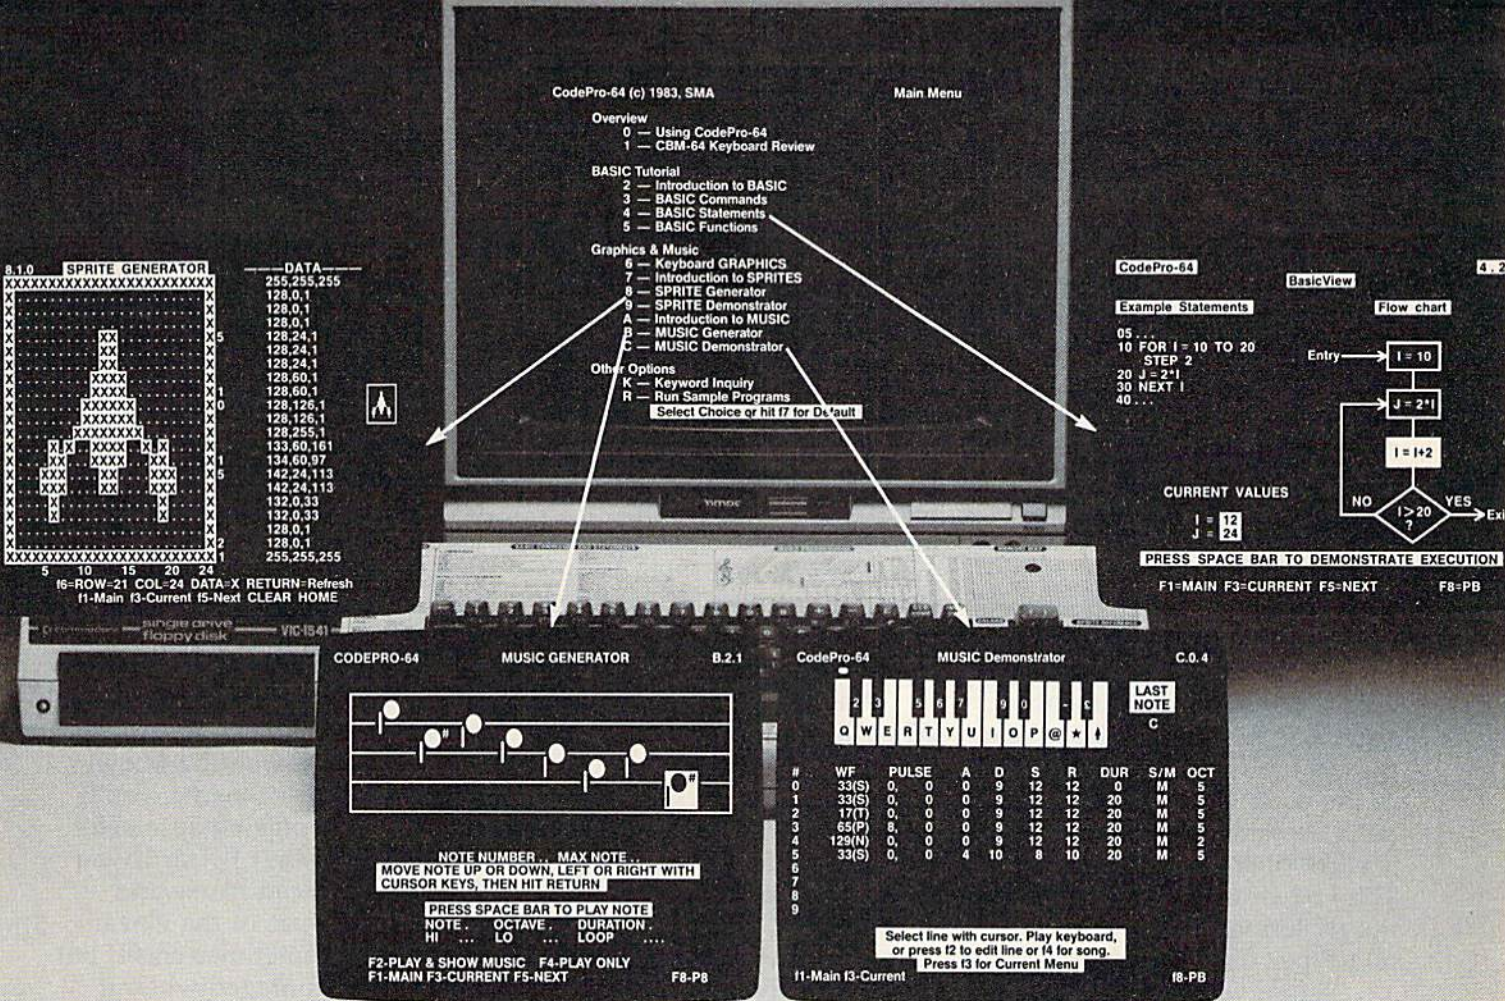 CodePro-64 (c) 1983, SMA Main Menu
Overview
0 — Using CodePro-64
1 — CBM-64 Keyboard Review
BASIC Tutorial
2 — Introduction to BASIC
3 — BASIC Commands
4 — BASIC Statements
5 — BASIC Functions
Graphics & Music
6 — Keyboard GRAPHICS
7 — Introduction to SPRITES
8 — SPRITE Generator
9 — SPRITE Demonstrator
A — Introduction to MUSIC
B — MUSIC Generator
C — MUSIC Demonstrator
Other Options
K — Keyword Inquiry
R — Run Sample Programs
Select Choice or hit f7 for Default
8.1.0 SPRITE GENERATOR
———DATA———
255,255,255
128,0,1
128,0,1
128,0,1
128,24,1
128,24,1
128,24,1
128,60,1
128,60,1
128,126,1
128,126,1
128,255,1
133,60,161
134,60,97
142,24,113
142,24,113
132,0,33
132,0,33
128,0,1
128,0,1
255,255,255
5
10
15
21
5 10 15 20 24
f6=ROW=21 COL=24 DATA=X RETURN=Refresh
f1-Main f3-Current f5-Next CLEAR HOME
CodePro-64
BasicView
4.2
Example Statements
Flow chart
05 . . .
10 FOR I = 10 TO 20
STEP 2
20 J = 2*I
30 NEXT I
40 . . .
Entry
I = 10
J = 2*I
I = I+2
NO
I>20
?
YES
Exi
CURRENT VALUES
I = 12
J = 24
PRESS SPACE BAR TO DEMONSTRATE EXECUTION
F1=MAIN F3=CURRENT F5=NEXT F8=PB
single drive
floppy disk
VIC-1541
CODEPRO-64 MUSIC GENERATOR B.2.1
#
#
NOTE NUMBER . . MAX NOTE . .
MOVE NOTE UP OR DOWN, LEFT OR RIGHT WITH
CURSOR KEYS, THEN HIT RETURN
PRESS SPACE BAR TO PLAY NOTE
NOTE . OCTAVE . DURATION .
HI ... LO ... LOOP ....
F2-PLAY & SHOW MUSIC F4-PLAY ONLY
F1-MAIN F3-CURRENT F5-NEXT F8-P8
CodePro-64 MUSIC Demonstrator C.0.4
2 3 5 6 7 9 0 - £
Q W E R T Y U I O P @ *
LAST
NOTE
C
# WF PULSE A D S R DUR S/M OCT
0 33(S) 0, 0 0 9 12 12 0 M 5
1 33(S) 0, 0 0 9 12 12 20 M 5
2 17(T) 0, 0 0 9 12 12 20 M 5
3 65(P) 8, 0 0 9 12 12 20 M 5
4 129(N) 0, 0 0 9 12 12 20 M 2
5 33(S) 0, 0 4 10 8 10 20 M 5
6
7
8
9
Select line with cursor. Play keyboard,
or press f2 to edit line or f4 for song.
Press f3 for Current Menu
f1-Main f3-Current f8-PB